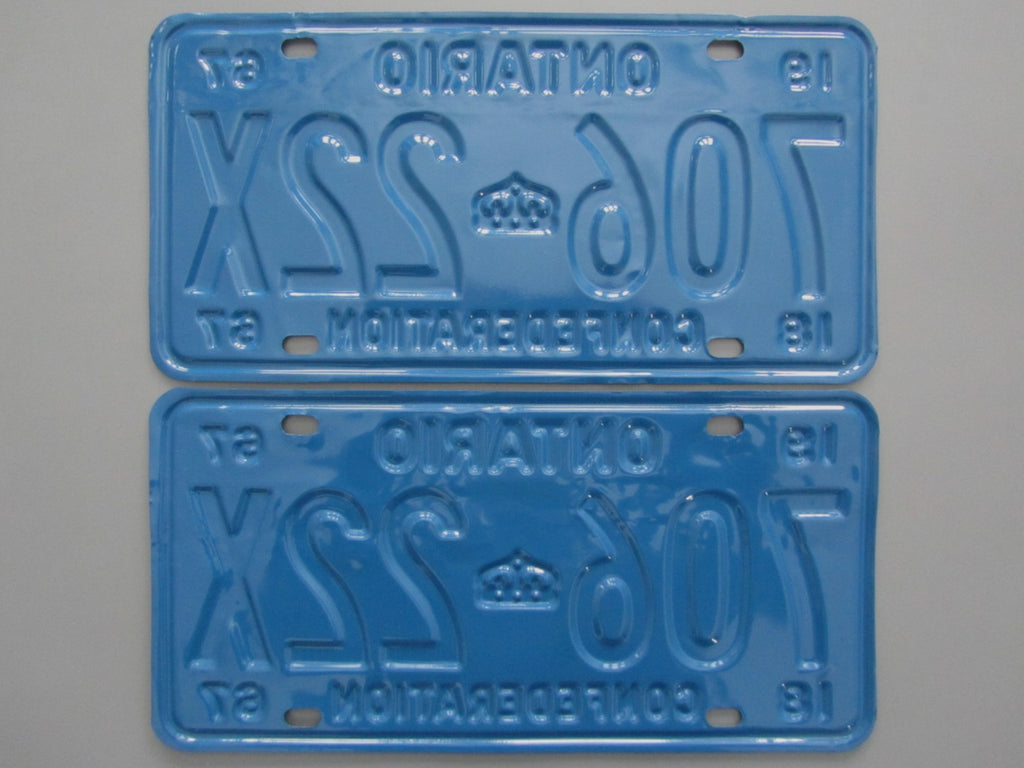 19 ONTARIO 67
706 22X
18 CONFEDERATION 67
19 ONTARIO 67
706 22X
18 CONFEDERATION 67